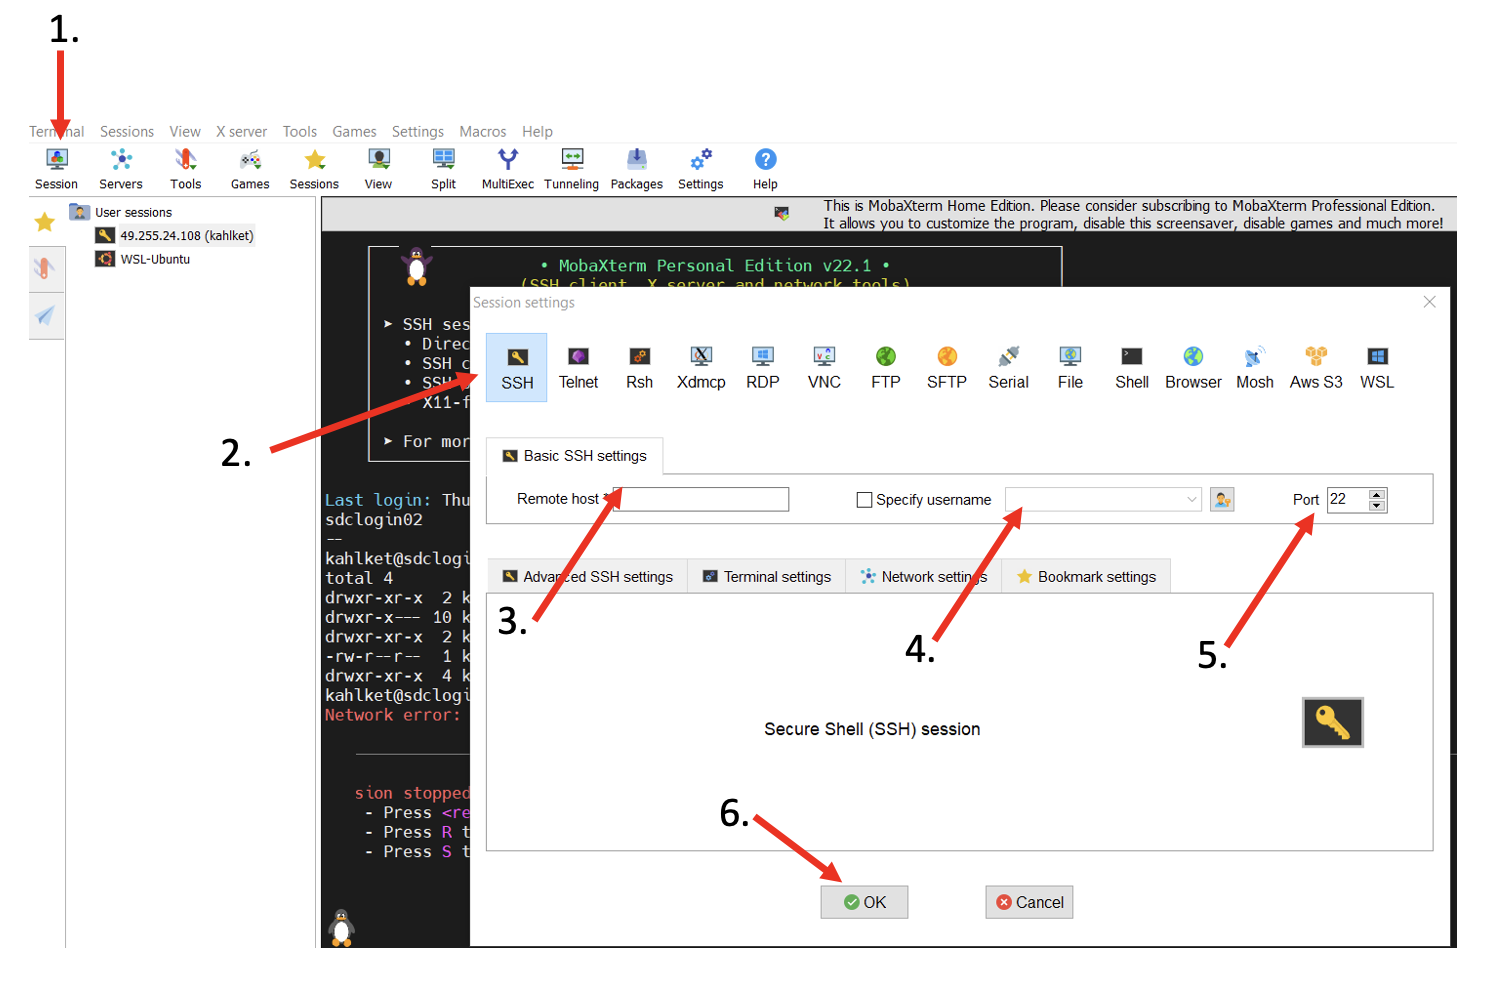 1.
Terminal Sessions View X server Tools Games Settings Macros Help
Session Servers Tools Games Sessions View Split MultiExec Tunneling Packages Settings Help
User sessions
49.255.24.108 (kahlket)
WSL-Ubuntu
This is MobaXterm Home Edition. Please consider subscribing to MobaXterm Professional Edition.
It allows you to customize the program, disable this screensaver, disable games and much more!
• MobaXterm Personal Edition v22.1 •
(SSH client, X server and network tools)
➤ SSH ses
• Direc
• SSH c
• SSH
• X11-f
➤ For mor
Last login: Thu
sdclogin02
--
kahlket@sdclogi
total 4
drwxr-xr-x 2 k
drwxr-x--- 10 k
drwxr-xr-x 2 k
-rw-r--r-- 1 k
drwxr-xr-x 4 k
kahlket@sdclogi
Network error:
sion stopped
- Press <re
- Press R t
- Press S t
2.
Session settings
SSH Telnet Rsh Xdmcp RDP VNC FTP SFTP Serial File Shell Browser Mosh Aws S3 WSL
Basic SSH settings
Remote host * Specify username Port 22
Advanced SSH settings Terminal settings Network settings Bookmark settings
3.
4.
5.
Secure Shell (SSH) session
6.
OK Cancel